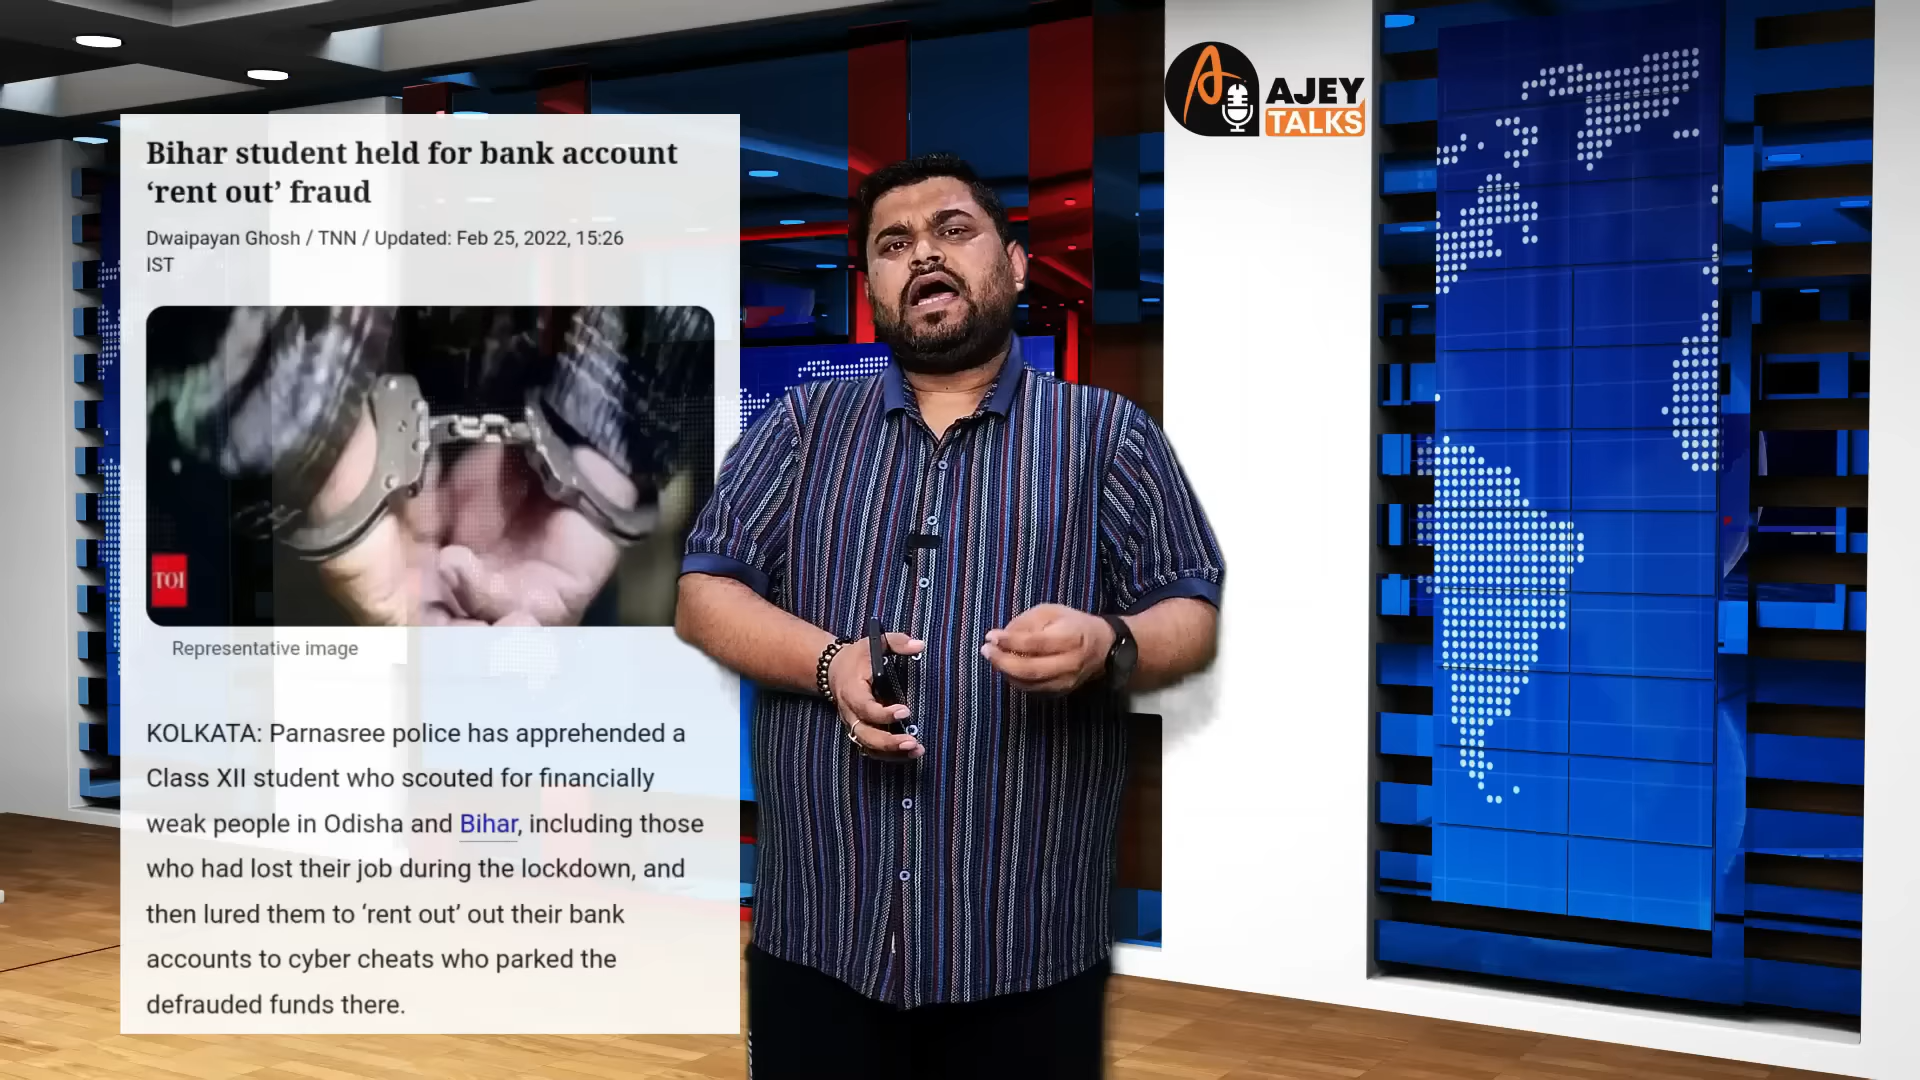 Bihar student held for bank account
‘rent out’ fraud
Dwaipayan Ghosh / TNN / Updated: Feb 25, 2022, 15:26
IST
TOI
Representative image
KOLKATA: Parnasree police has apprehended a
Class XII student who scouted for financially
weak people in Odisha and Bihar, including those
who had lost their job during the lockdown, and
then lured them to ‘rent out’ out their bank
accounts to cyber cheats who parked the
defrauded funds there.
AJEY
TALKS